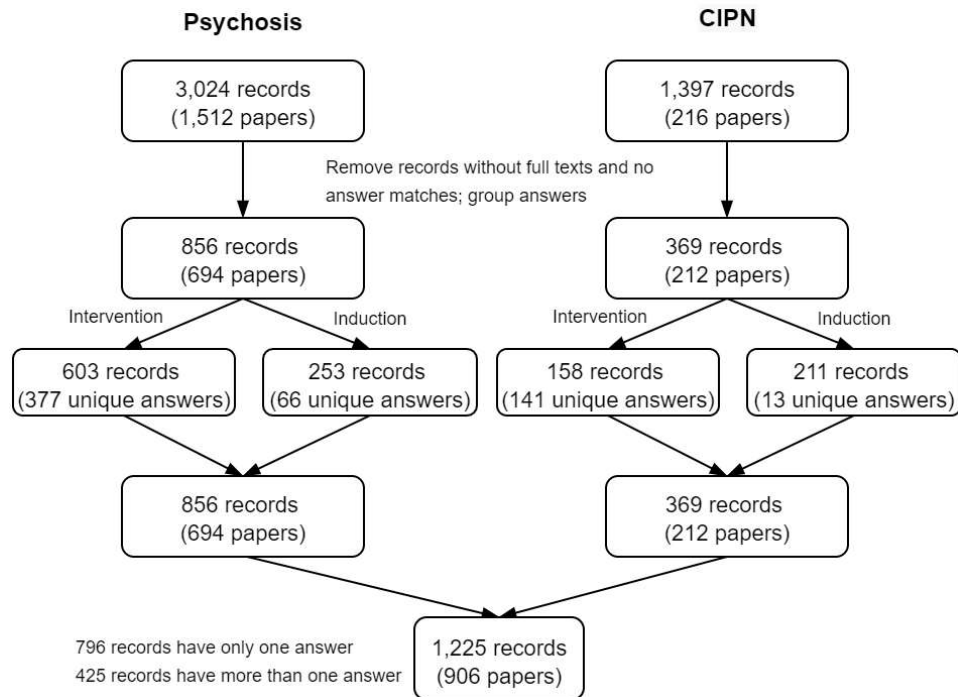 Psychosis
CIPN
3,024 records
(1,512 papers)
1,397 records
(216 papers)
Remove records without full texts and no
answer matches; group answers
856 records
(694 papers)
369 records
(212 papers)
Intervention
Induction
Intervention
Induction
603 records
(377 unique answers)
253 records
(66 unique answers)
158 records
(141 unique answers)
211 records
(13 unique answers)
856 records
(694 papers)
369 records
(212 papers)
796 records have only one answer
425 records have more than one answer
1,225 records
(906 papers)